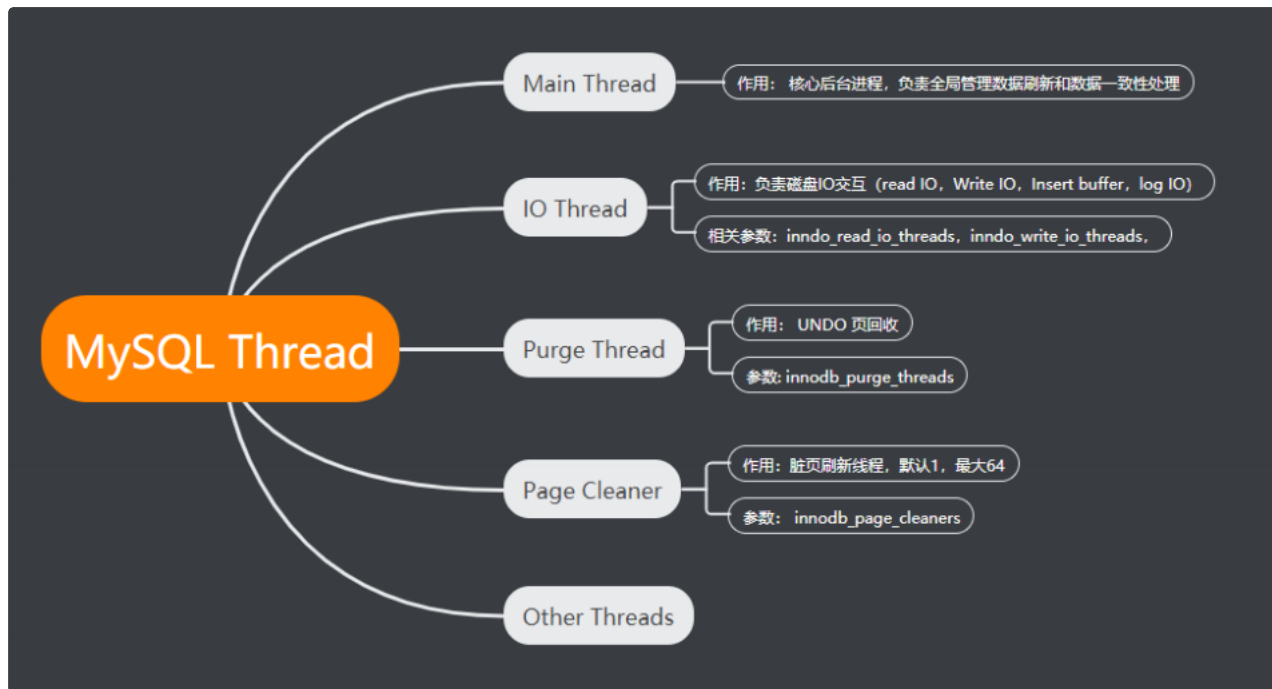 Main Thread
作用： 核心后台进程，负责全局管理数据刷新和数据一致性处理
IO Thread
作用：负责磁盘IO交互（read IO，Write IO，Insert buffer，log IO）
相关参数：inndo_read_io_threads，inndo_write_io_threads，
MySQL Thread
Purge Thread
作用： UNDO 页回收
参数: innodb_purge_threads
Page Cleaner
作用：脏页刷新线程，默认1，最大64
参数： innodb_page_cleaners
Other Threads